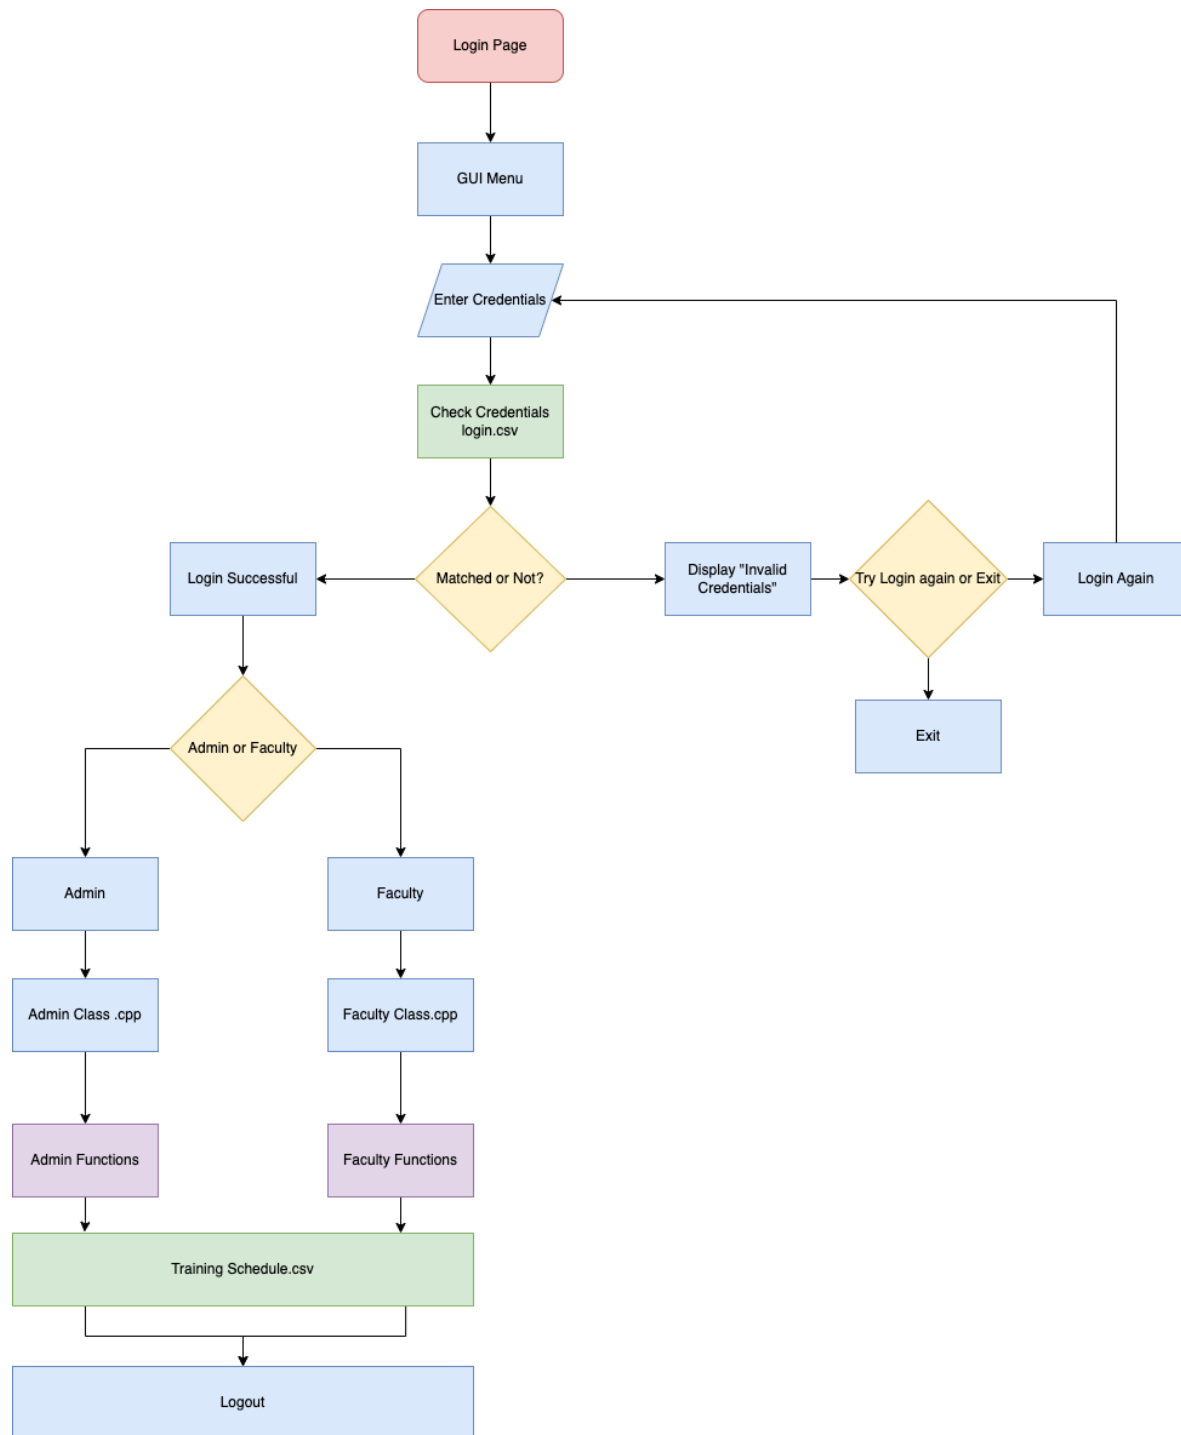 Login Page
GUI Menu
Enter Credentials
Check Credentials
login.csv
Matched or Not?
Login Successful
Display "Invalid
Credentials"
Try Login again or Exit
Login Again
Exit
Admin or Faculty
Admin
Faculty
Admin Class .cpp
Faculty Class.cpp
Admin Functions
Faculty Functions
Training Schedule.csv
Logout